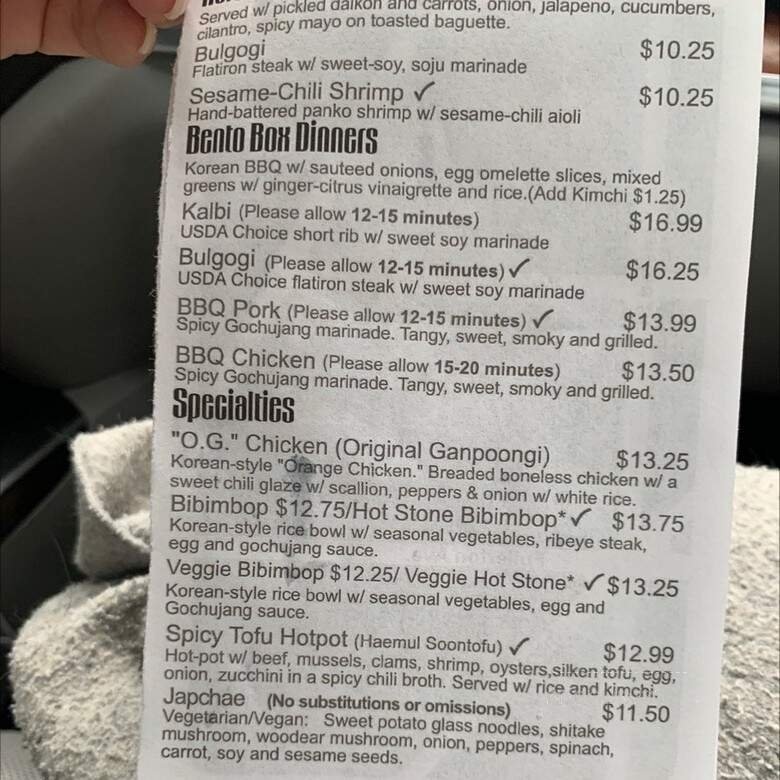 Served w/ pickled daikon and carrots, onion, jalapeno, cucumbers,
cilantro, spicy mayo on toasted baguette.
Bulgogi $10.25
Flatiron steak w/ sweet-soy, soju marinade
Sesame-Chili Shrimp ✓ $10.25
Hand-battered panko shrimp w/ sesame-chili aioli
Bento Box Dinners
Korean BBQ w/ sauteed onions, egg omelette slices, mixed
greens w/ ginger-citrus vinaigrette and rice.(Add Kimchi $1.25)
Kalbi (Please allow 12-15 minutes) $16.99
USDA Choice short rib w/ sweet soy marinade
Bulgogi (Please allow 12-15 minutes) ✓ $16.25
USDA Choice flatiron steak w/ sweet soy marinade
BBQ Pork (Please allow 12-15 minutes) ✓ $13.99
Spicy Gochujang marinade. Tangy, sweet, smoky and grilled.
BBQ Chicken (Please allow 15-20 minutes) $13.50
Spicy Gochujang marinade. Tangy, sweet, smoky and grilled.
Specialties
"O.G." Chicken (Original Ganpoongi) $13.25
Korean-style "Orange Chicken." Breaded boneless chicken w/ a
sweet chili glaze w/ scallion, peppers & onion w/ white rice.
Bibimbop $12.75/Hot Stone Bibimbop* ✓ $13.75
Korean-style rice bowl w/ seasonal vegetables, ribeye steak,
egg and gochujang sauce.
Veggie Bibimbop $12.25/ Veggie Hot Stone* ✓ $13.25
Korean-style rice bowl w/ seasonal vegetables, egg and
Gochujang sauce.
Spicy Tofu Hotpot (Haemul Soontofu) ✓ $12.99
Hot-pot w/ beef, mussels, clams, shrimp, oysters,silken tofu, egg,
onion, zucchini in a spicy chili broth. Served w/ rice and kimchi.
Japchae (No substitutions or omissions) $11.50
Vegetarian/Vegan: Sweet potato glass noodles, shitake
mushroom, woodear mushroom, onion, peppers, spinach,
carrot, soy and sesame seeds.